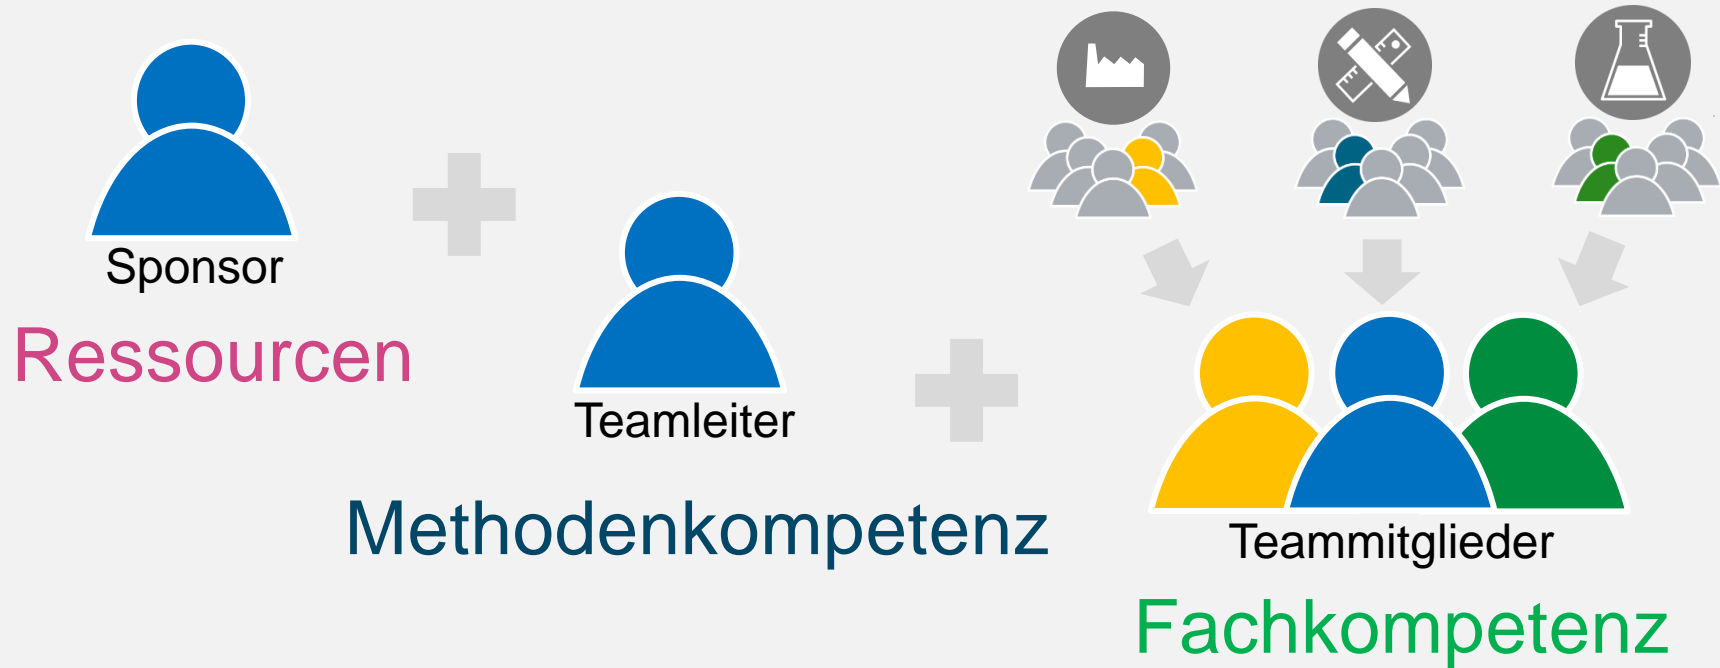 Sponsor
Ressourcen
Teamleiter
Methodenkompetenz
Teammitglieder
Fachkompetenz